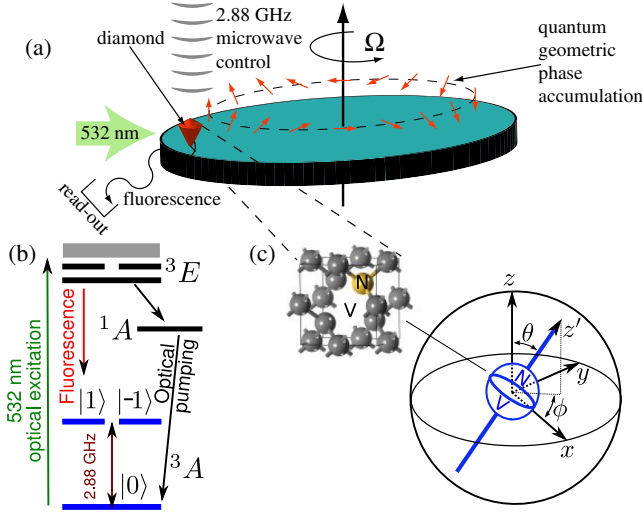 (a)
diamond
2.88 GHz
microwave
control
Ω
quantum
geometric
phase
accumulation
532 nm
fluorescence
read-out
(b)
³E
¹A
Fluorescence
Optical
pumping
532 nm
optical excitation
|1⟩ |-1⟩
2.88 GHz
|0⟩
³A
(c)
N
V
z
θ
z′
N
V
y
ϕ
x